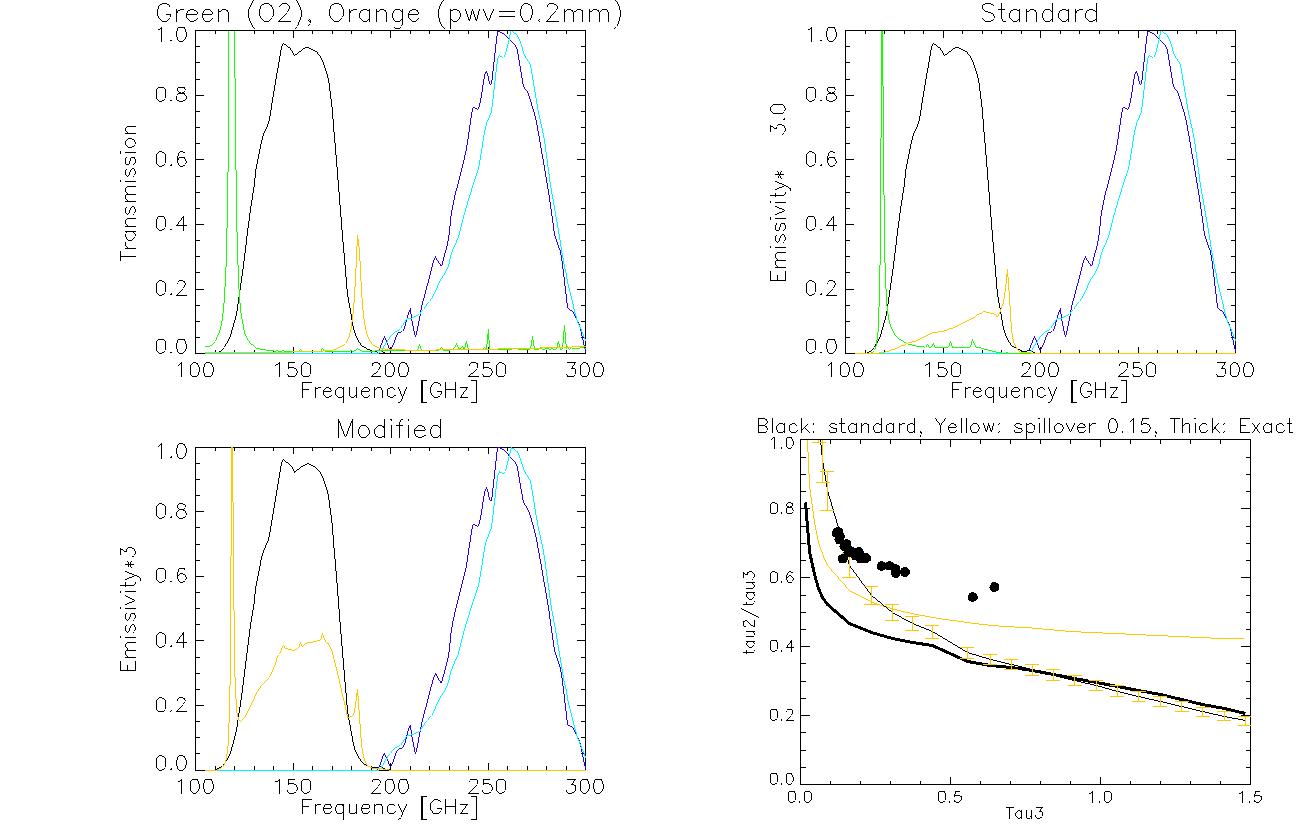 Green (O2), Orange (pwv=0.2mm)
Transmission
1.0
0.8
0.6
0.4
0.2
0.0
100 150 200 250 300
Frequency [GHz]
Standard
Emissivity* 3.0
1.0
0.8
0.6
0.4
0.2
0.0
100 150 200 250 300
Frequency [GHz]
Modified
Emissivity*3
1.0
0.8
0.6
0.4
0.2
0.0
100 150 200 250 300
Frequency [GHz]
Black: standard, Yellow: spillover 0.15, Thick: Exact
tau2/tau3
1.0
0.8
0.6
0.4
0.2
0.0
0.0 0.5 1.0 1.5
Tau3